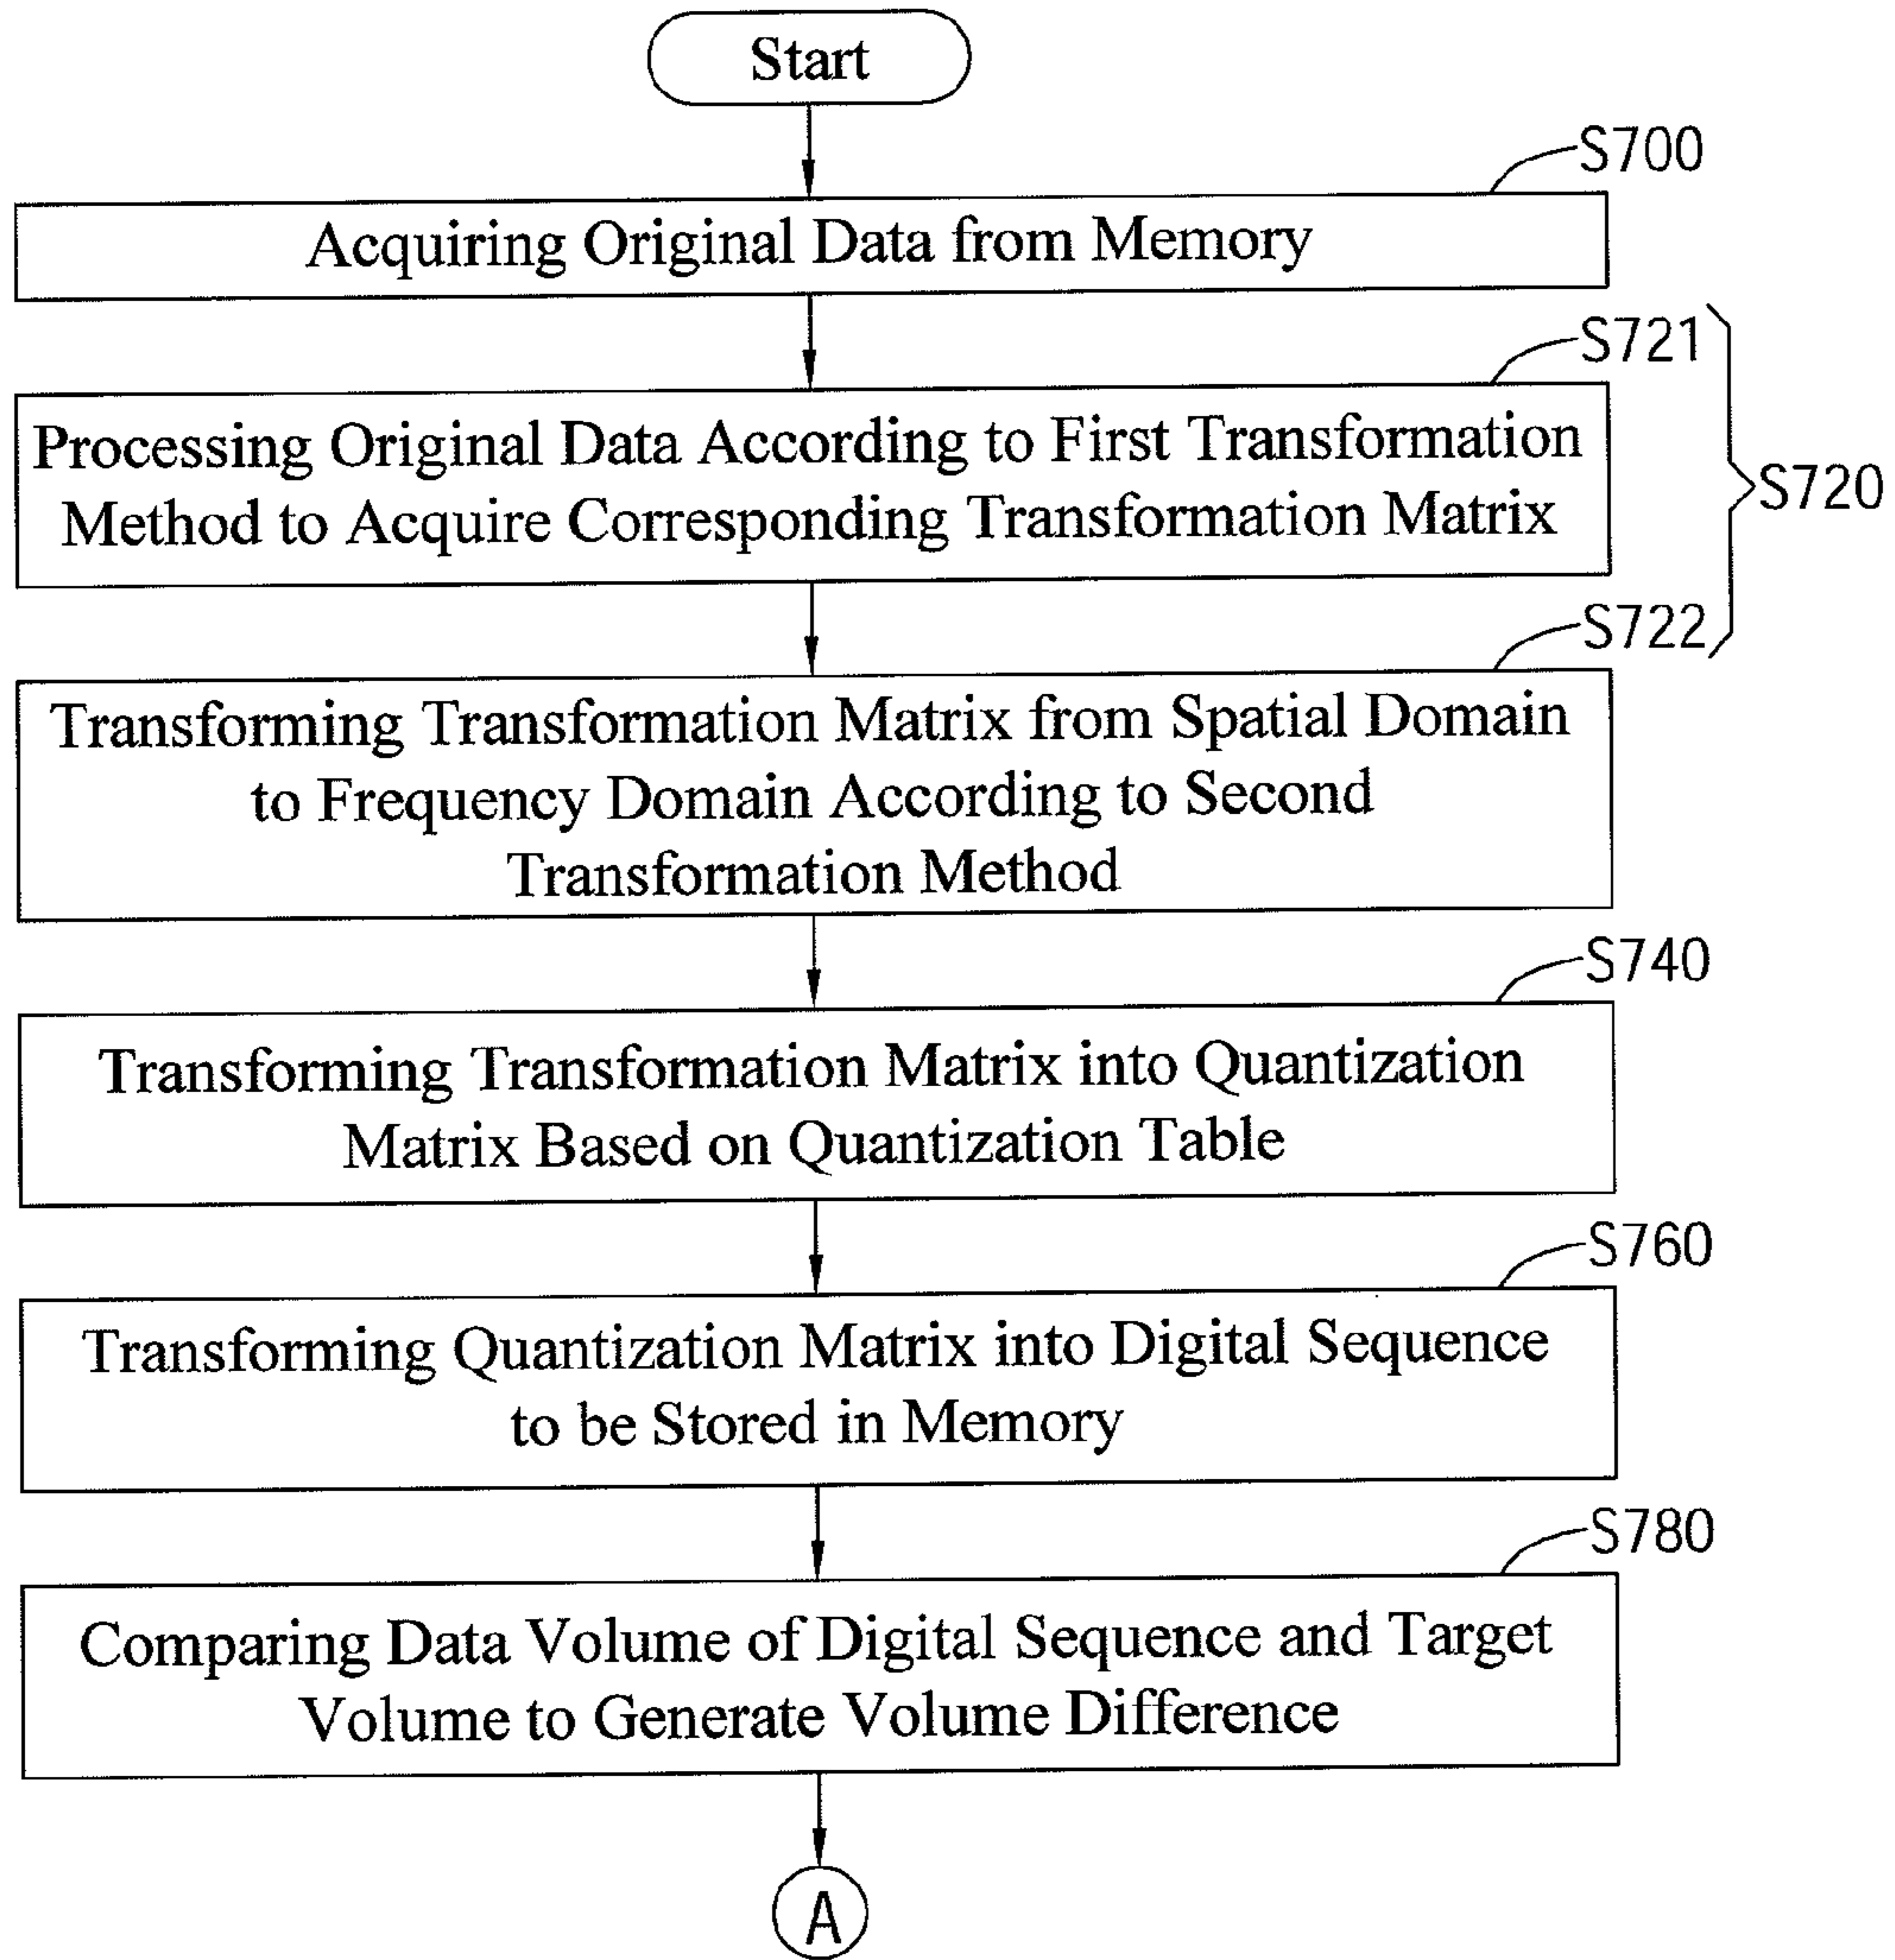 Start
S700
Acquiring Original Data from Memory
S721
Processing Original Data According to First Transformation
Method to Acquire Corresponding Transformation Matrix
S720
S722
Transforming Transformation Matrix from Spatial Domain
to Frequency Domain According to Second
Transformation Method
S740
Transforming Transformation Matrix into Quantization
Matrix Based on Quantization Table
S760
Transforming Quantization Matrix into Digital Sequence
to be Stored in Memory
S780
Comparing Data Volume of Digital Sequence and Target
Volume to Generate Volume Difference
A